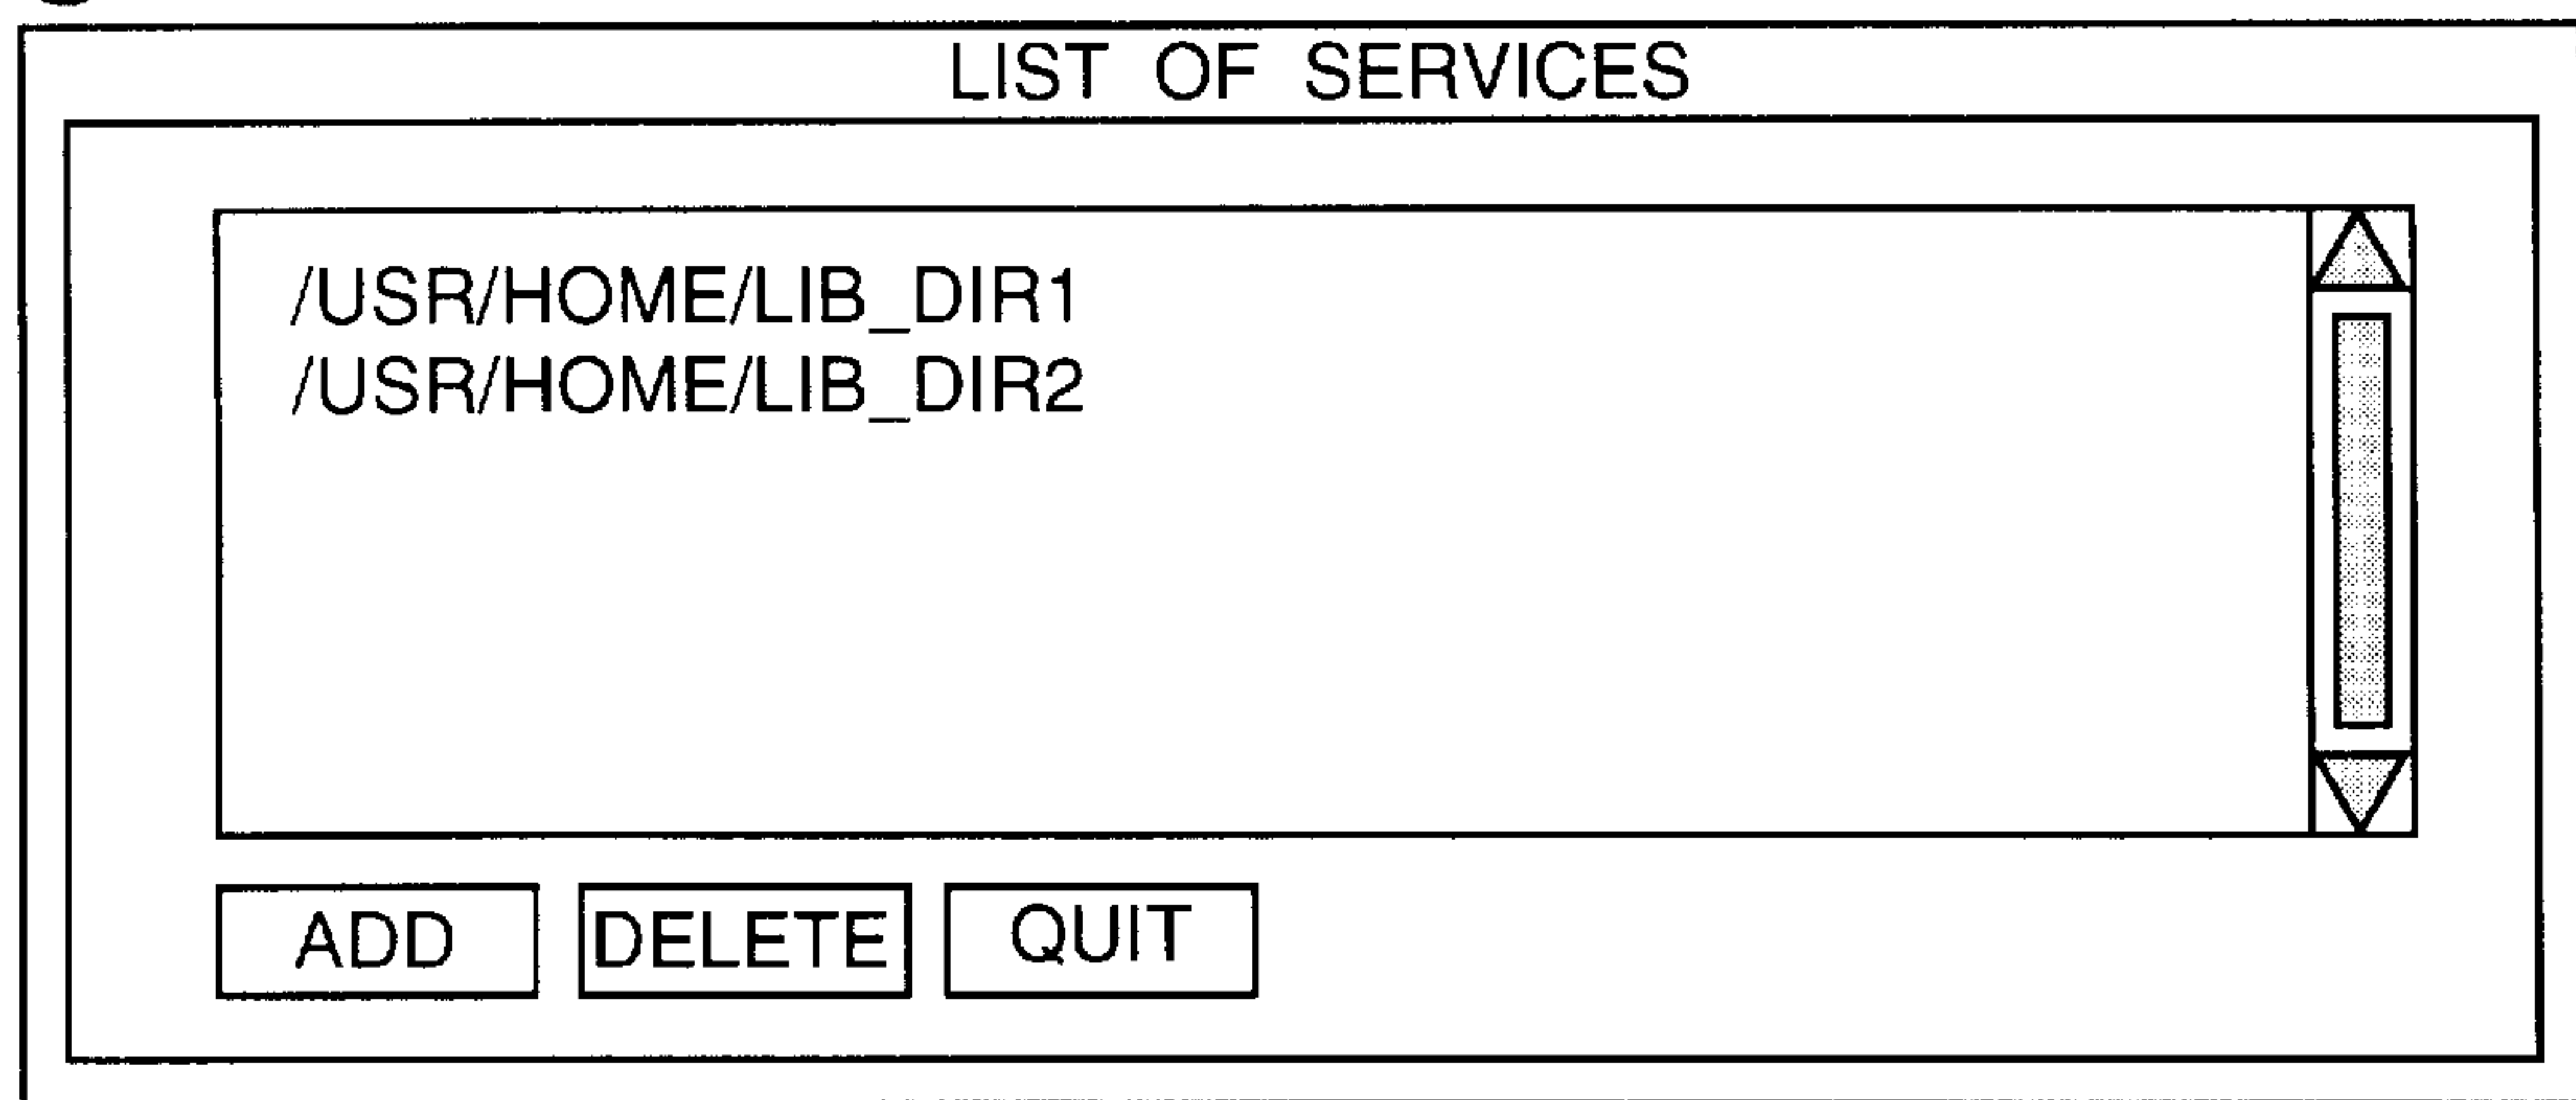 LIST OF SERVICES
/USR/HOME/LIB_DIR1
/USR/HOME/LIB_DIR2
ADD DELETE QUIT